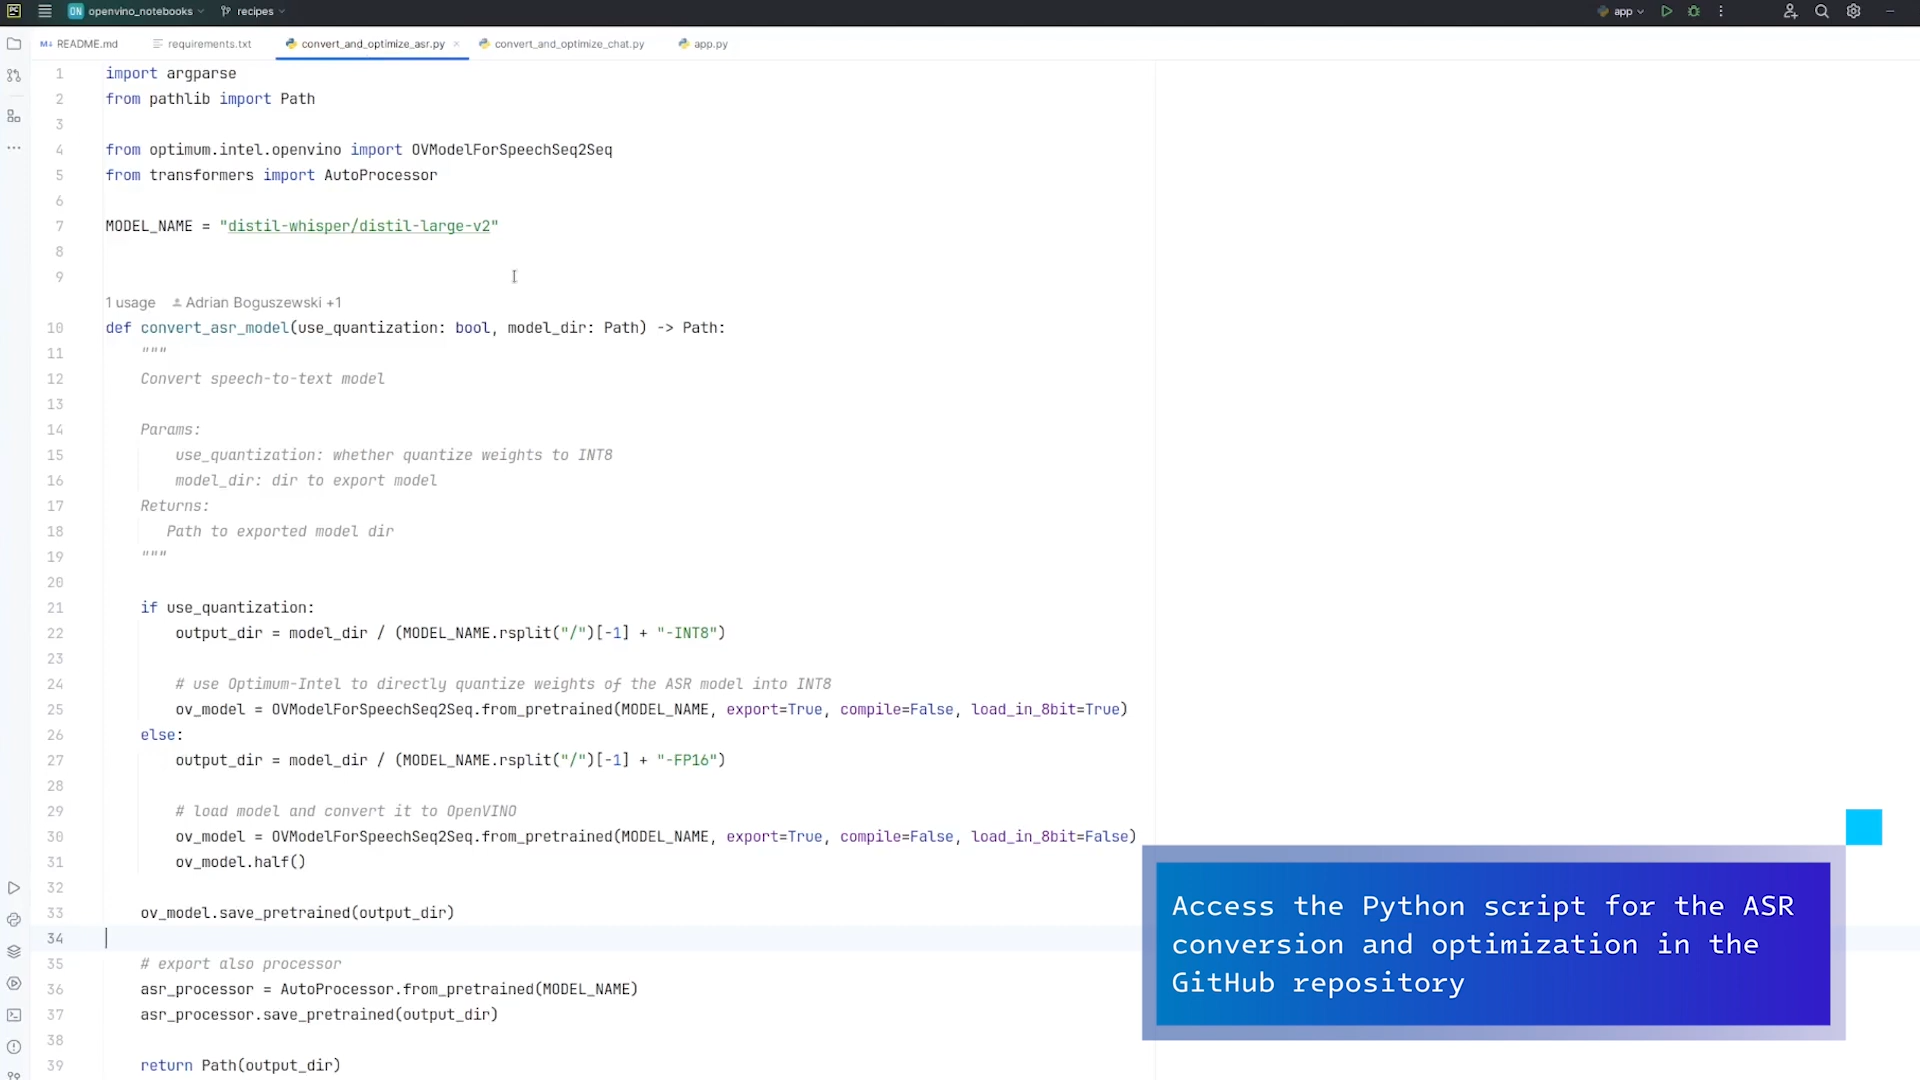 PC ON openvino_notebooks recipes app
README.md requirements.txt convert_and_optimize_asr.py convert_and_optimize_chat.py app.py
1 import argparse
2 from pathlib import Path
3
4 from optimum.intel.openvino import OVModelForSpeechSeq2Seq
5 from transformers import AutoProcessor
6
7 MODEL_NAME = "distil-whisper/distil-large-v2"
8
9
1 usage Adrian Boguszewski +1
10 def convert_asr_model(use_quantization: bool, model_dir: Path) -> Path:
11 """
12 Convert speech-to-text model
13
14 Params:
15 use_quantization: whether quantize weights to INT8
16 model_dir: dir to export model
17 Returns:
18 Path to exported model dir
19 """
20
21 if use_quantization:
22 output_dir = model_dir / (MODEL_NAME.rsplit("/")[-1] + "-INT8")
23
24 # use Optimum-Intel to directly quantize weights of the ASR model into INT8
25 ov_model = OVModelForSpeechSeq2Seq.from_pretrained(MODEL_NAME, export=True, compile=False, load_in_8bit=True)
26 else:
27 output_dir = model_dir / (MODEL_NAME.rsplit("/")[-1] + "-FP16")
28
29 # load model and convert it to OpenVINO
30 ov_model = OVModelForSpeechSeq2Seq.from_pretrained(MODEL_NAME, export=True, compile=False, load_in_8bit=False)
31 ov_model.half()
32
33 ov_model.save_pretrained(output_dir)
34
35 # export also processor
36 asr_processor = AutoProcessor.from_pretrained(MODEL_NAME)
37 asr_processor.save_pretrained(output_dir)
38
39 return Path(output_dir)
Access the Python script for the ASR
conversion and optimization in the
GitHub repository